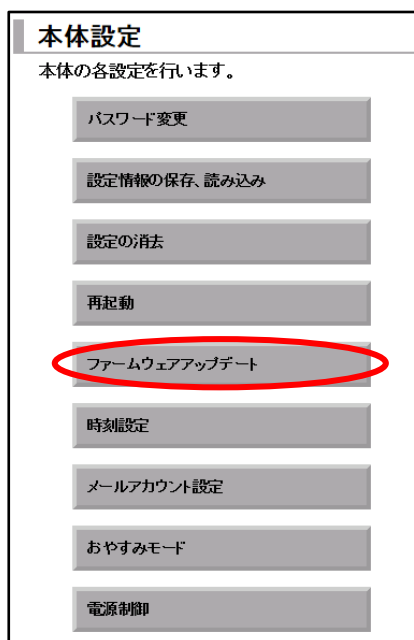 本体設定
本体の各設定を行います。
パスワード変更
設定情報の保存、読み込み
設定の消去
再起動
ファームウェアアップデート
時刻設定
メールアカウント設定
おやすみモード
電源制御